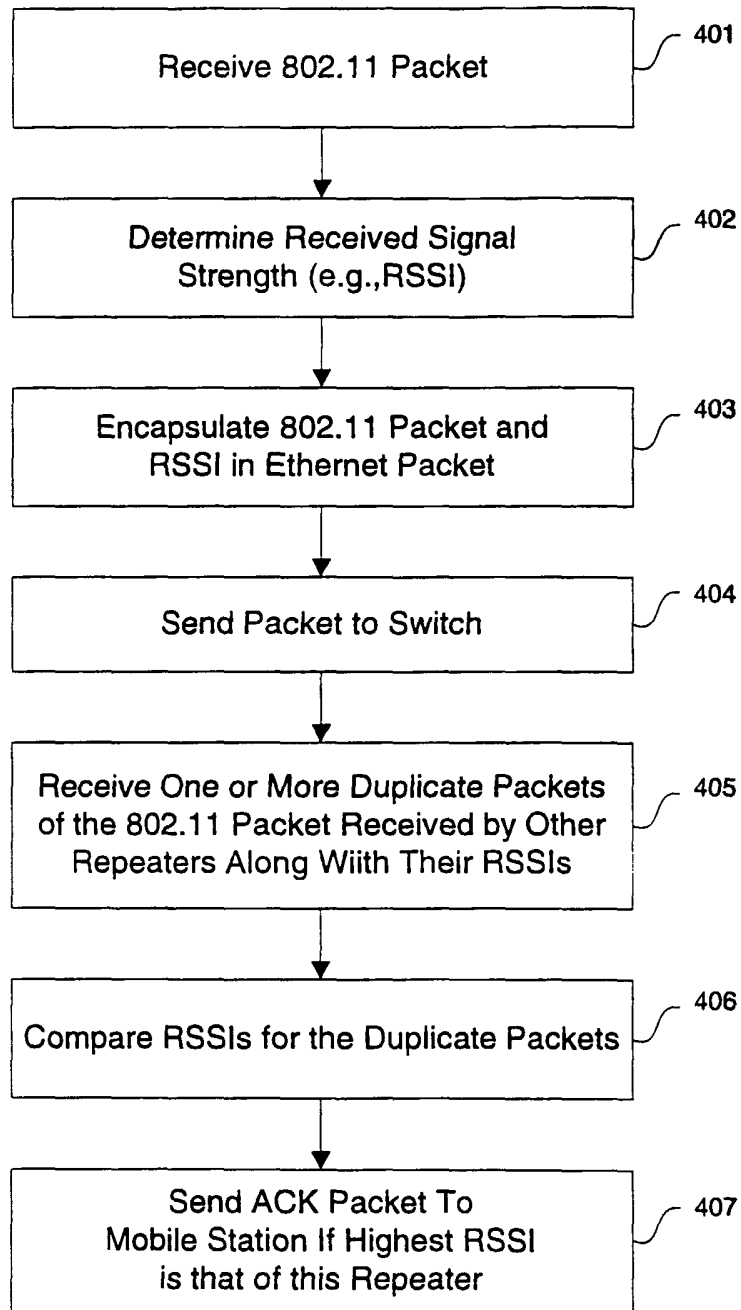 Receive 802.11 Packet
401
Determine Received Signal
Strength (e.g.,RSSI)
402
Encapsulate 802.11 Packet and
RSSI in Ethernet Packet
403
Send Packet to Switch
404
Receive One or More Duplicate Packets
of the 802.11 Packet Received by Other
Repeaters Along Wiith Their RSSIs
405
Compare RSSIs for the Duplicate Packets
406
Send ACK Packet To
Mobile Station If Highest RSSI
is that of this Repeater
407